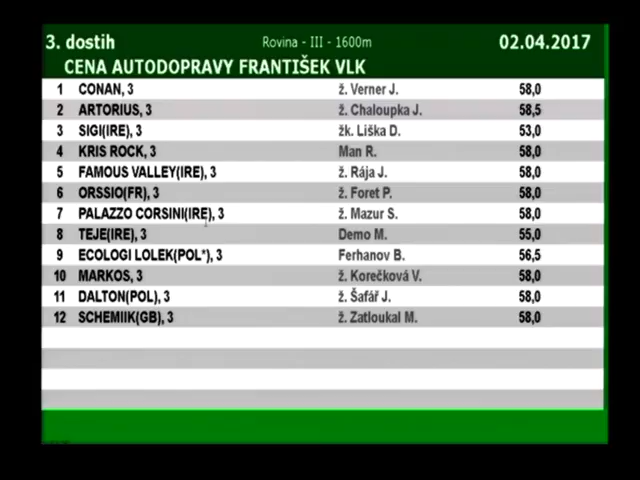 3. dostih Rovina - III - 1600m 02.04.2017
CENA AUTODOPRAVY FRANTIŠEK VLK
1 CONAN, 3 ž. Verner J. 58,0
2 ARTORIUS, 3 ž. Chaloupka J. 58,5
3 SIGI(IRE), 3 žk. Liška D. 53,0
4 KRIS ROCK, 3 Man R. 58,0
5 FAMOUS VALLEY(IRE), 3 ž. Rája J. 58,0
6 ORSSIO(FR), 3 ž. Foret P. 58,0
7 PALAZZO CORSINI(IRE), 3 ž. Mazur S. 58,0
8 TEJE(IRE), 3 Demo M. 55,0
9 ECOLOGI LOLEK(POL*), 3 Ferhanov B. 56,5
10 MARKOS, 3 ž. Korečková V. 58,0
11 DALTON(POL), 3 ž. Šafář J. 58,0
12 SCHEMIIK(GB), 3 ž. Zatloukal M. 58,0